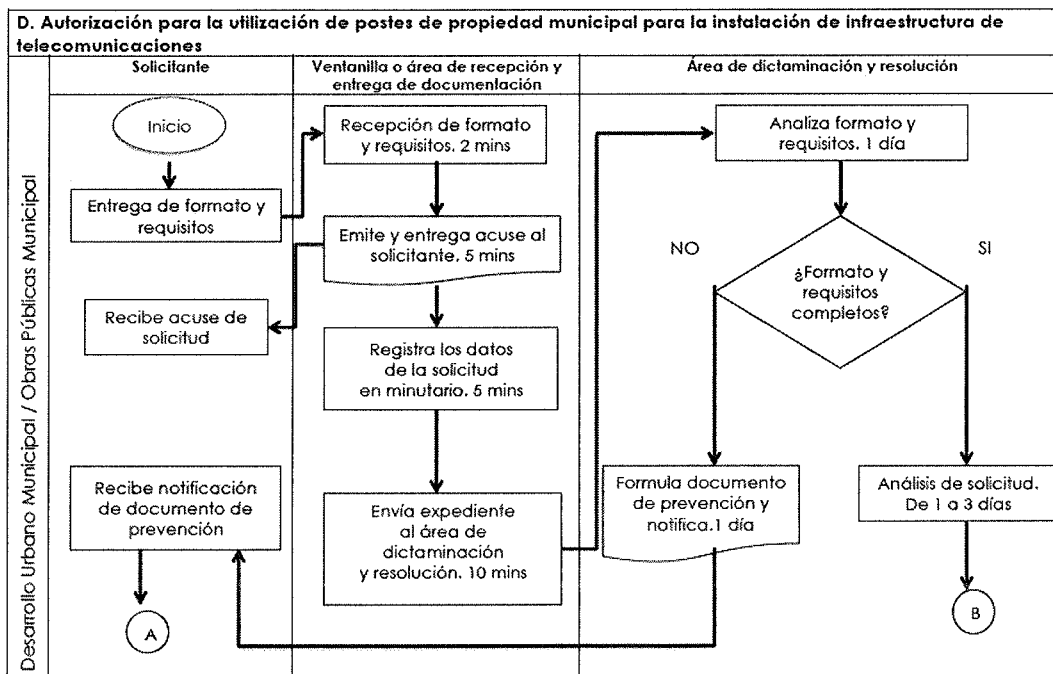 D. Autorización para la utilización de postes de propiedad municipal para la instalación de infraestructura de
telecomunicaciones
Desarrollo Urbano Municipal / Obras Públicas Municipal
Solicitante
Ventanilla o área de recepción y
entrega de documentación
Área de dictaminación y resolución
Inicio
Entrega de formato y
requisitos
Recibe acuse de
solicitud
Recibe notificación
de documento de
prevención
A
Recepción de formato
y requisitos. 2 mins
Emite y entrega acuse al
solicitante. 5 mins
Registra los datos
de la solicitud
en minutario. 5 mins
Envía expediente
al área de
dictaminación
y resolución. 10 mins
Analiza formato y
requisitos. 1 día
¿Formato y
requisitos
completos?
NO
SI
Formula documento
de prevención y
notifica.1 día
Análisis de solicitud.
De 1 a 3 días
B